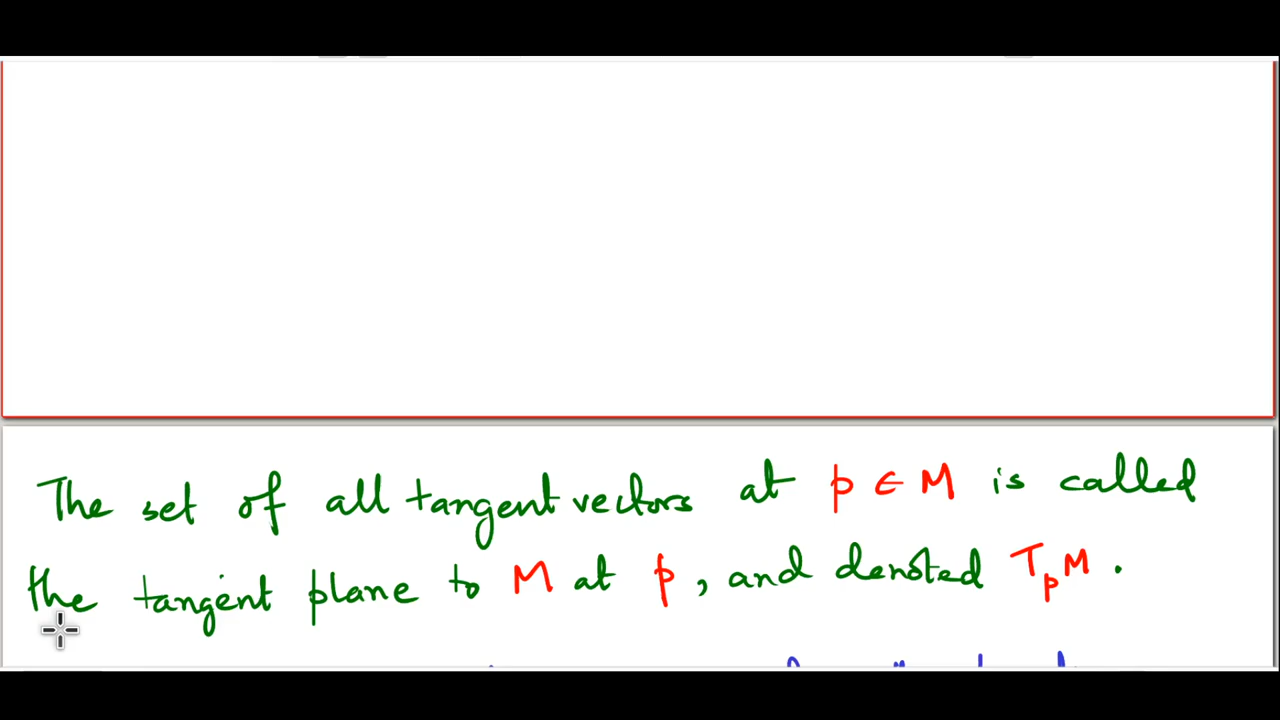 The set of all tangent vectors at p ∈ M is called
the tangent plane to M at p, and denoted TₚM.